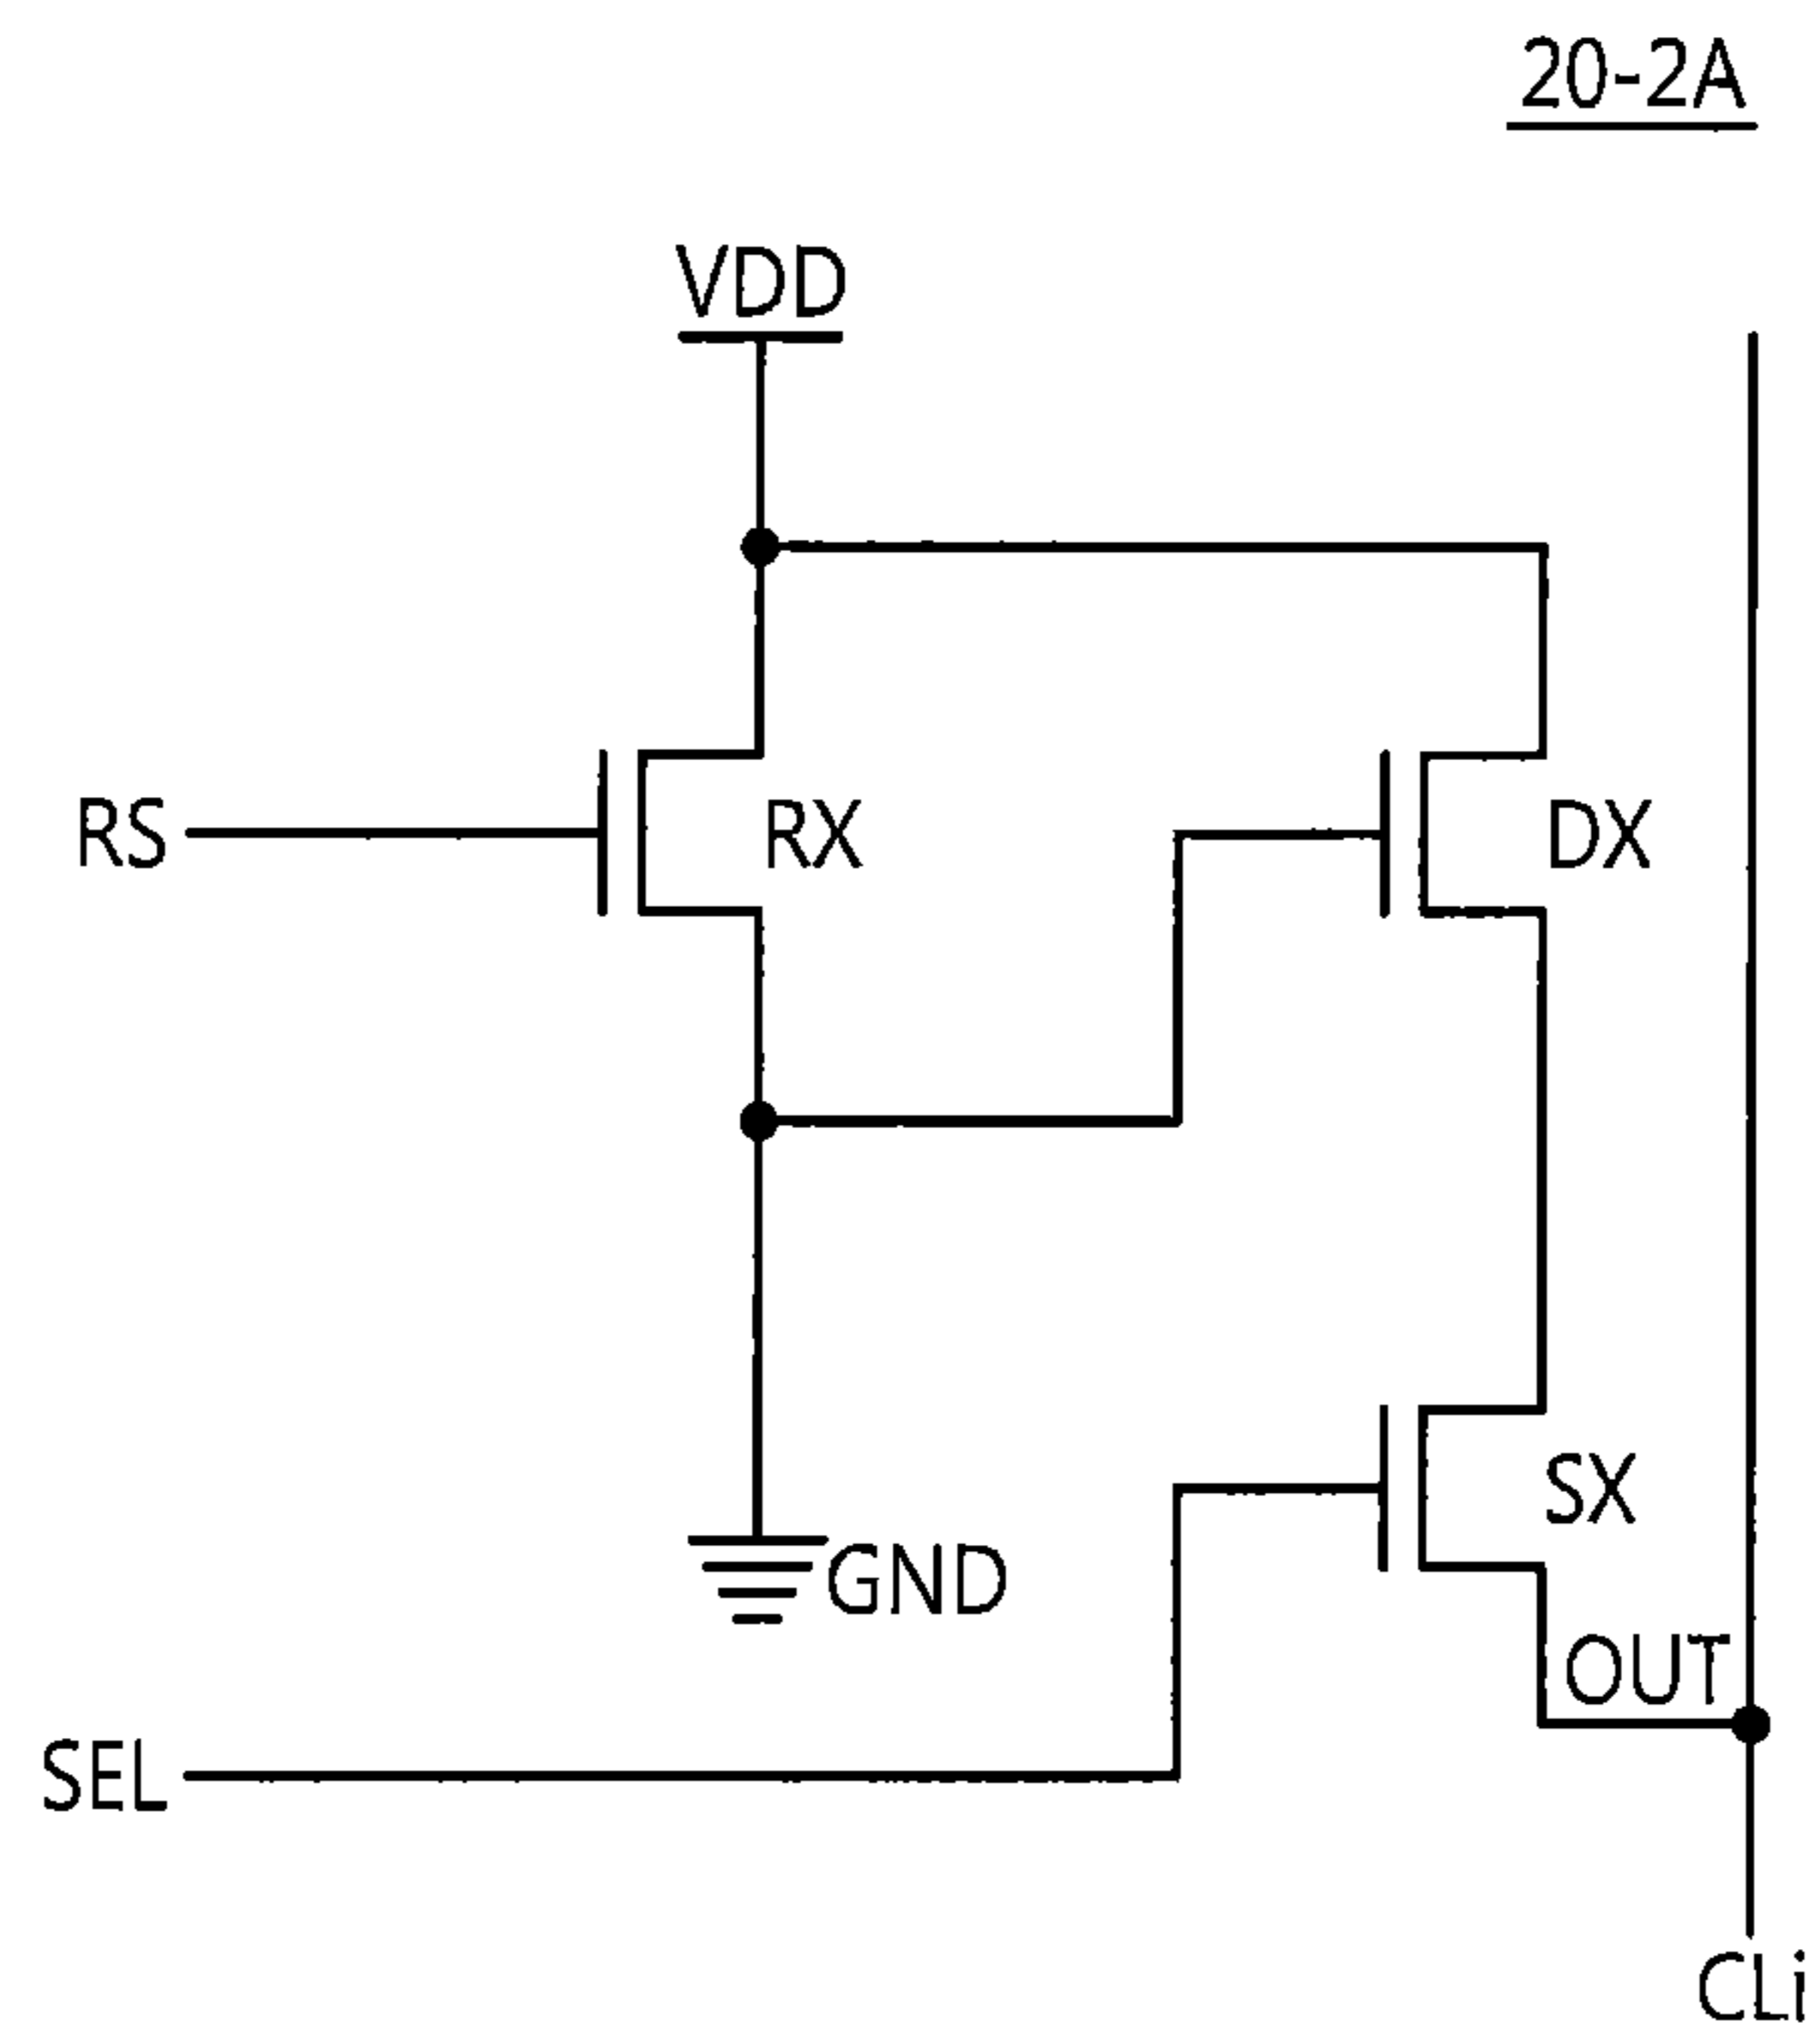 20-2A
VDD
RS
RX
DX
SX
GND
OUT
SEL
CLi